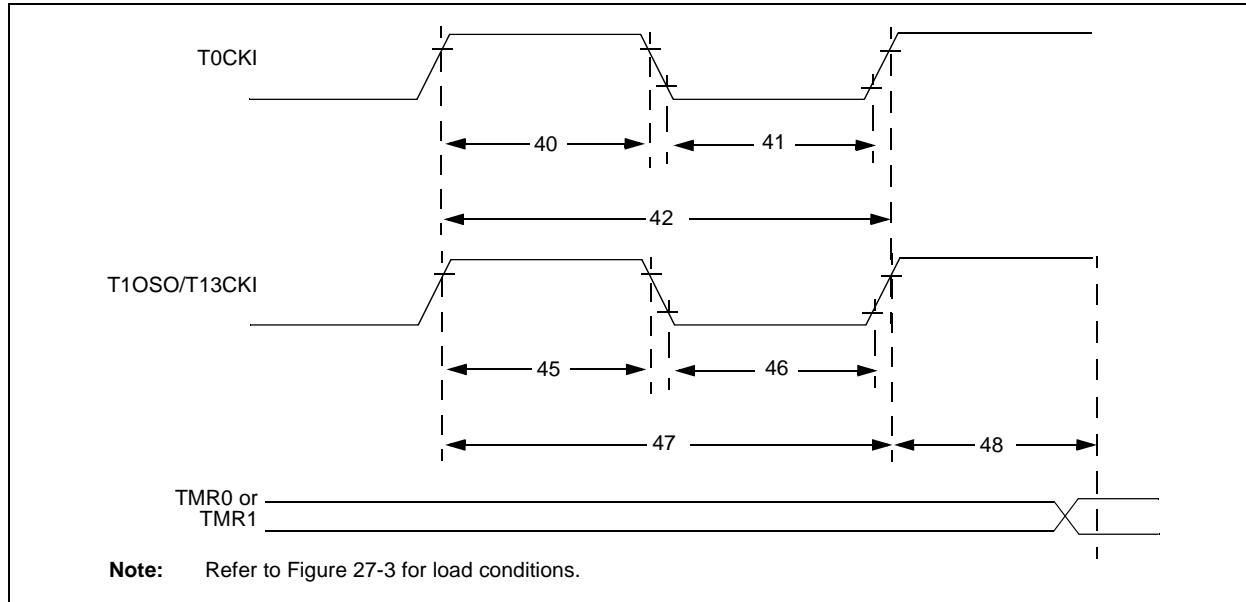 T0CKI
40
41
42
T1OSO/T13CKI
45
46
47
48
TMR0 or
TMR1
Note: Refer to Figure 27-3 for load conditions.